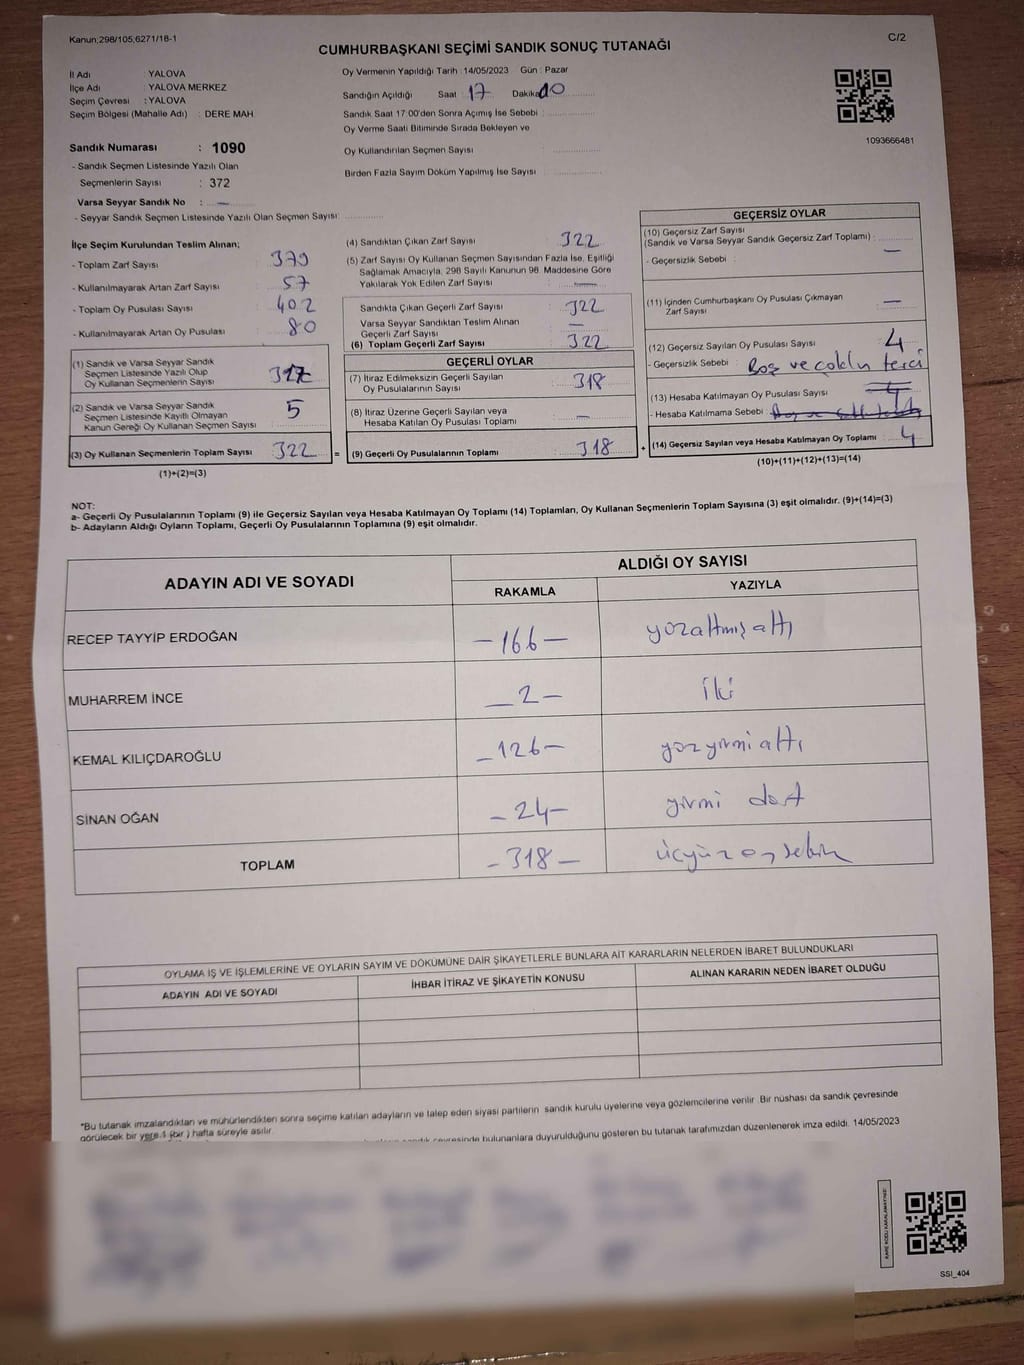 Kanun;298/105;6271/18-1
C/2
CUMHURBAŞKANI SEÇİMİ SANDIK SONUÇ TUTANAĞI
İl Adı : YALOVA
İlçe Adı : YALOVA MERKEZ
Seçim Çevresi : YALOVA
Seçim Bölgesi (Mahalle Adı) : DERE MAH
Sandık Numarası : 1090
- Sandık Seçmen Listesinde Yazılı Olan
Seçmenlerin Sayısı : 372
Varsa Seyyar Sandık No : —
- Seyyar Sandık Seçmen Listesinde Yazılı Olan Seçmen Sayısı:
Oy Vermenin Yapıldığı Tarih :14/05/2023 Gün : Pazar
Sandığın Açıldığı Saat 17 Dakika 10
Sandık Saat 17:00'den Sonra Açımış İse Sebebi :
Oy Verme Saati Bitiminde Sırada Bekleyen ve
Oy Kullandırılan Seçmen Sayısı :
Birden Fazla Sayım Döküm Yapılmış İse Sayısı :
1093666481
İlçe Seçim Kurulundan Teslim Alınan;
- Toplam Zarf Sayısı : 379
- Kullanılmayarak Artan Zarf Sayısı : 57
- Toplam Oy Pusulası Sayısı : 402
- Kullanılmayarak Artan Oy Pusulası : 80
(1) Sandık ve Varsa Seyyar Sandık
Seçmen Listesinde Yazılı Olup
Oy Kullanan Seçmenlerin Sayısı : 317
(2) Sandık ve Varsa Seyyar Sandık
Seçmen Listesinde Kayıtlı Olmayan
Kanun Gereği Oy Kullanan Seçmen Sayısı : 5
(3) Oy Kullanan Seçmenlerin Toplam Sayısı : 322
(1)+(2)=(3)
(4) Sandıktan Çıkan Zarf Sayısı : 322
(5) Zarf Sayısı Oy Kullanan Seçmen Sayısından Fazla İse, Eşitliği
Sağlamak Amacıyla, 298 Sayılı Kanunun 98. Maddesine Göre
Yakılarak Yok Edilen Zarf Sayısı : —
Sandıkta Çıkan Geçerli Zarf Sayısı : 322
Varsa Seyyar Sandıktan Teslim Alınan
Geçerli Zarf Sayısı : —
(6) Toplam Geçerli Zarf Sayısı : 322
GEÇERLİ OYLAR
(7) İtiraz Edilmeksizin Geçerli Sayılan
Oy Pusulalarının Sayısı : 318
(8) İtiraz Üzerine Geçerli Sayılan veya
Hesaba Katılan Oy Pusulası Toplamı : —
= (9) Geçerli Oy Pusulalarının Toplamı : 318 +
GEÇERSİZ OYLAR
(10) Geçersiz Zarf Sayısı
(Sandık ve Varsa Seyyar Sandık Geçersiz Zarf Toplamı) : —
- Geçersizlik Sebebi :
(11) İçinden Cumhurbaşkanı Oy Pusulası Çıkmayan
Zarf Sayısı : —
(12) Geçersiz Sayılan Oy Pusulası Sayısı : 4
- Geçersizlik Sebebi : Boş ve çoklu terci
(13) Hesaba Katılmayan Oy Pusulası Sayısı :
- Hesaba Katılmama Sebebi :
(14) Geçersiz Sayılan veya Hesaba Katılmayan Oy Toplamı : 4
(10)+(11)+(12)+(13)=(14)
NOT:
a- Geçerli Oy Pusulalarının Toplamı (9) ile Geçersiz Sayılan veya Hesaba Katılmayan Oy Toplamı (14) Toplamları, Oy Kullanan Seçmenlerin Toplam Sayısına (3) eşit olmalıdır. (9)+(14)=(3)
b- Adayların Aldığı Oyların Toplamı, Geçerli Oy Pusulalarının Toplamına (9) eşit olmalıdır.
ADAYIN ADI VE SOYADI
ALDIĞI OY SAYISI
RAKAMLA YAZIYLA
RECEP TAYYİP ERDOĞAN -166- yüzaltmışaltı
MUHARREM İNCE -2- iki
KEMAL KILIÇDAROĞLU -126- yüzyirmialtı
SİNAN OĞAN -24- yirmi dört
TOPLAM -318- üçyüzonsekiz
OYLAMA İŞ VE İŞLEMLERİNE VE OYLARIN SAYIM VE DÖKÜMÜNE DAİR ŞİKAYETLERLE BUNLARA AİT KARARLARIN NELERDEN İBARET BULUNDUKLARI
ADAYIN ADI VE SOYADI İHBAR İTİRAZ VE ŞİKAYETİN KONUSU ALINAN KARARIN NEDEN İBARET OLDUĞU
*Bu tutanak imzalandıktan ve mühürlendikten sonra seçime katılan adayların ve talep eden siyasi partilerin sandık kurulu üyelerine veya gözlemcilerine verilir. Bir nüshası da sandık çevresinde
görülecek bir yere 1 (bir ) hafta süreyle asılır.
sandık çevresinde bulunanlara duyurulduğunu gösteren bu tutanak tarafımızdan düzenlenerek imza edildi. 14/05/2023
KARE KODU KARALAMAYINIZ!
SSI_404